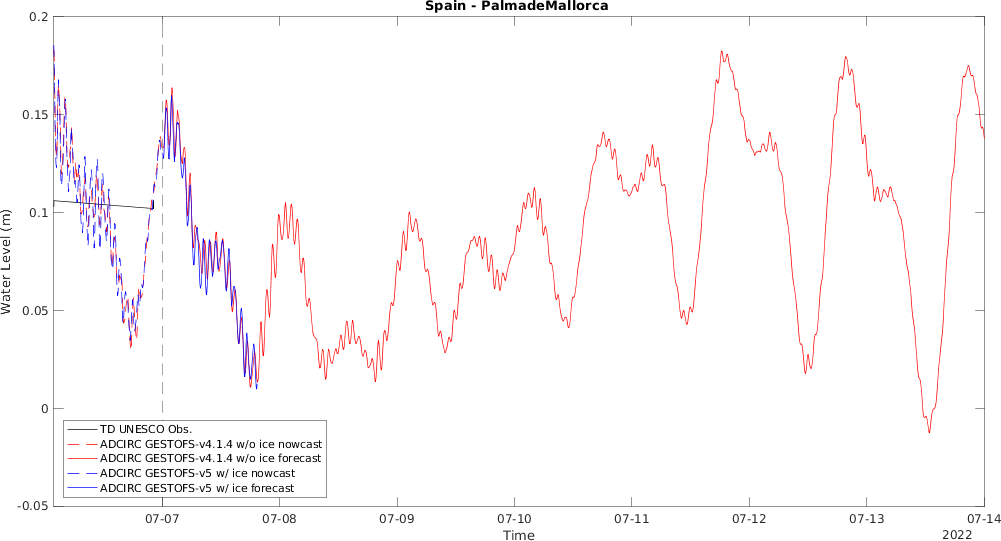 Spain - PalmadeMallorca
0.2
0.15
0.1
0.05
0
-0.05
Water Level (m)
TD UNESCO Obs.
ADCIRC GESTOFS-v4.1.4 w/o ice nowcast
ADCIRC GESTOFS-v4.1.4 w/o ice forecast
ADCIRC GESTOFS-v5 w/ ice nowcast
ADCIRC GESTOFS-v5 w/ ice forecast
07-07 07-08 07-09 07-10 07-11 07-12 07-13 07-14
Time
2022